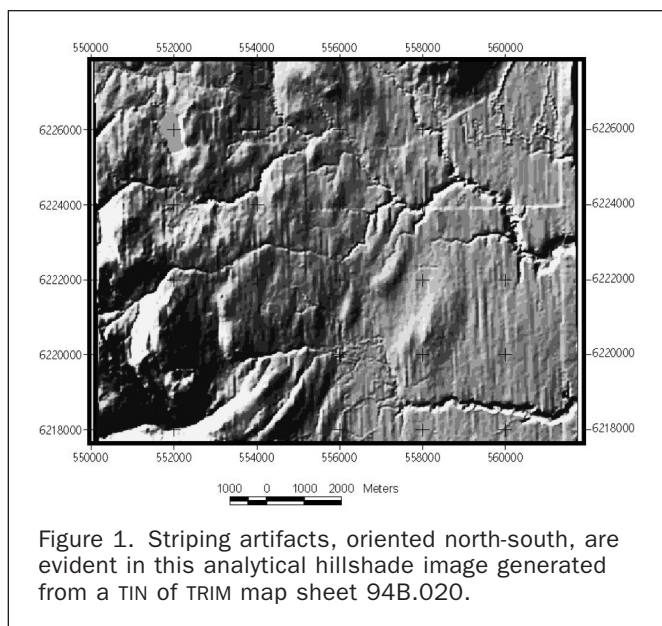 550000 552000 554000 556000 558000 560000
6226000 6226000
6224000 6224000
6222000 6222000
6220000 6220000
6218000 6218000
550000 552000 554000 556000 558000 560000
1000 0 1000 2000 Meters
Figure 1. Striping artifacts, oriented north-south, are
evident in this analytical hillshade image generated
from a TIN of TRIM map sheet 94B.020.